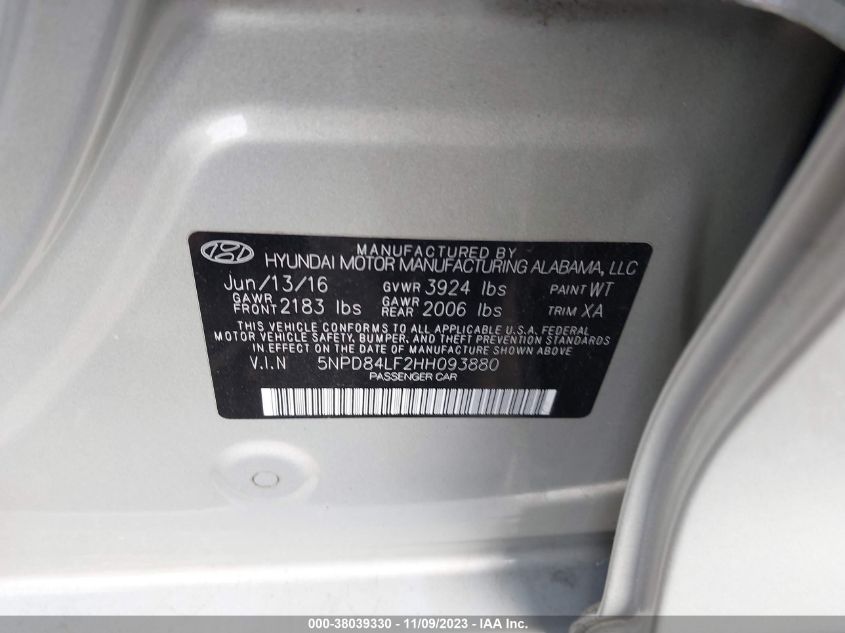 MANUFACTURED BY
HYUNDAI MOTOR MANUFACTURING ALABAMA, LLC
Jun/13/16 GVWR 3924 lbs PAINT WT
GAWR FRONT 2183 lbs GAWR REAR 2006 lbs TRIM XA
THIS VEHICLE CONFORMS TO ALL APPLICABLE U.S.A. FEDERAL
MOTOR VEHICLE SAFETY, BUMPER, AND THEFT PREVENTION STANDARDS
IN EFFECT ON THE DATE OF MANUFACTURE SHOWN ABOVE.
V.I.N 5NPD84LF2HH093880
PASSENGER CAR
000-38039330 - 11/09/2023 - IAA Inc.